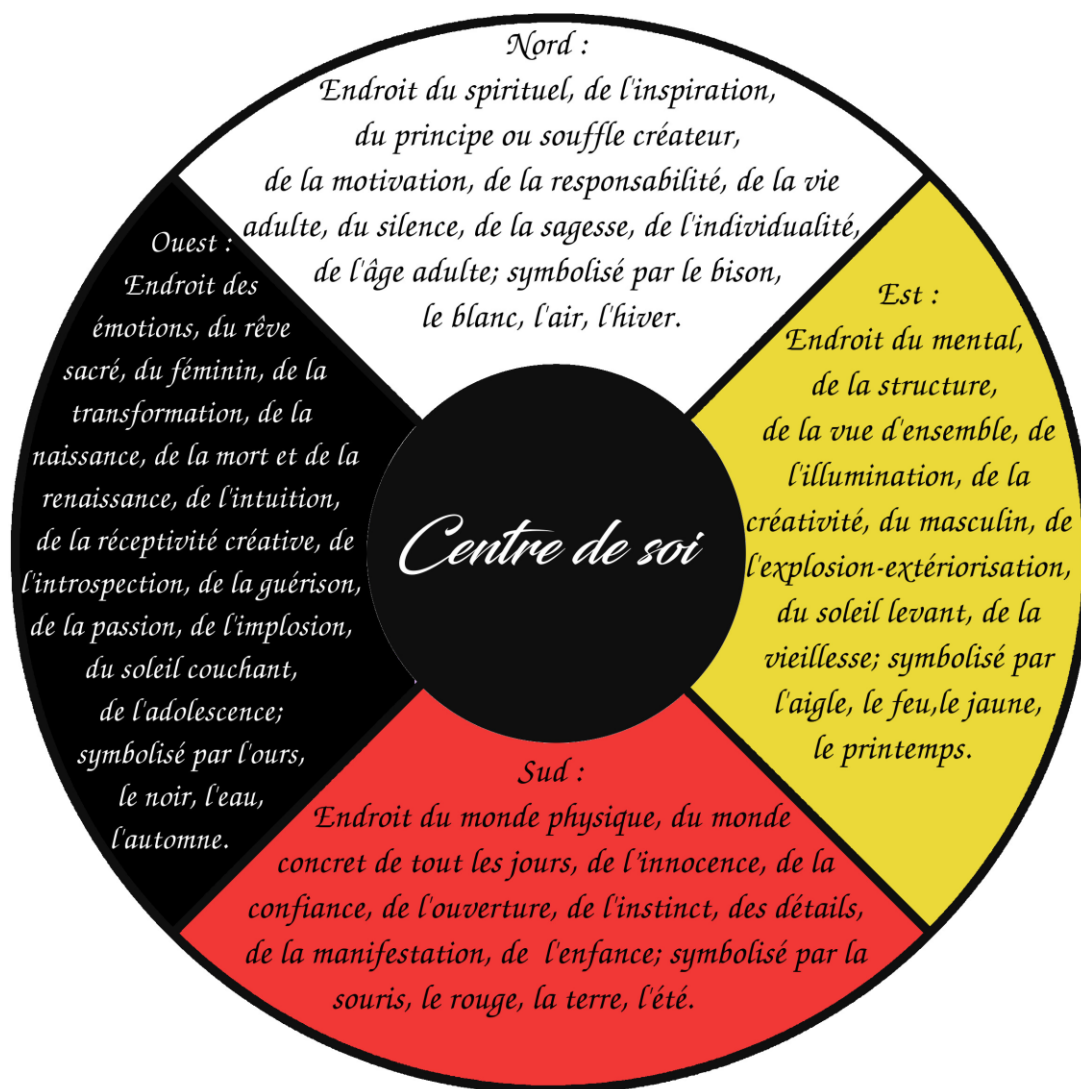 Nord :
Endroit du spirituel, de l'inspiration,
du principe ou souffle créateur,
de la motivation, de la responsabilité, de la vie
adulte, du silence, de la sagesse, de l'individualité,
de l'âge adulte; symbolisé par le bison,
le blanc, l'air, l'hiver.
Ouest :
Endroit des
émotions, du rêve
sacré, du féminin, de la
transformation, de la
naissance, de la mort et de la
renaissance, de l'intuition,
de la réceptivité créative, de
l'introspection, de la guérison,
de la passion, de l'implosion,
du soleil couchant,
de l'adolescence;
symbolisé par l'ours,
le noir, l'eau,
l'automne.
Centre de soi
Est :
Endroit du mental,
de la structure,
de la vue d'ensemble, de
l'illumination, de la
créativité, du masculin, de
l'explosion-extériorisation,
du soleil levant, de la
vieillesse; symbolisé par
l'aigle, le feu,le jaune,
le printemps.
Sud :
Endroit du monde physique, du monde
concret de tout les jours, de l'innocence, de la
confiance, de l'ouverture, de l'instinct, des détails,
de la manifestation, de l'enfance; symbolisé par la
souris, le rouge, la terre, l'été.